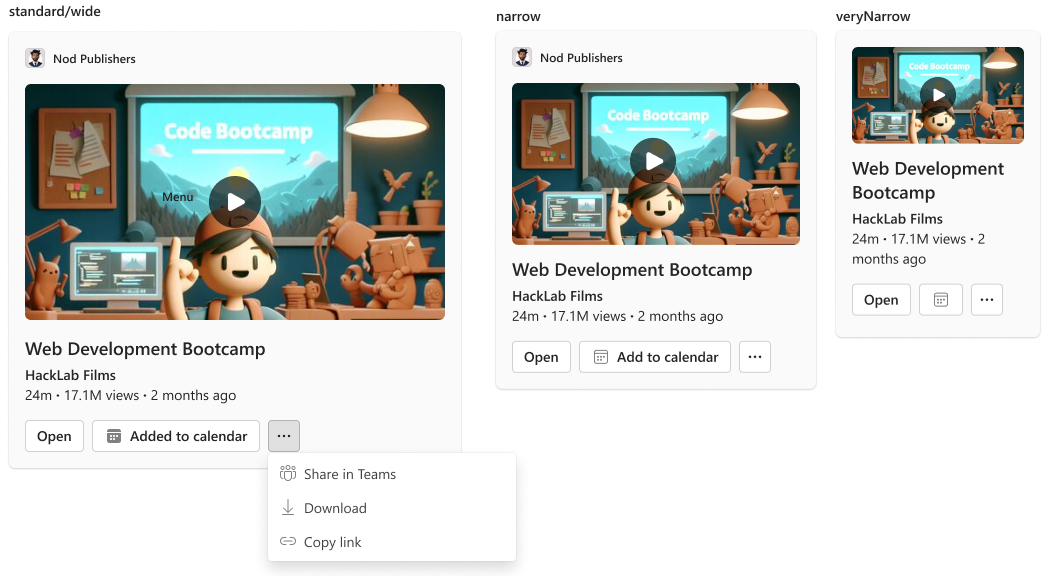 standard/wide
Nod Publishers
Code Bootcamp
Menu
Web Development Bootcamp
HackLab Films
24m • 17.1M views • 2 months ago
Open
Added to calendar
Share in Teams
Download
Copy link
narrow
Nod Publishers
Code Bootcamp
Web Development Bootcamp
HackLab Films
24m • 17.1M views • 2 months ago
Open
Add to calendar
veryNarrow
Code Bootcamp
Web Development
Bootcamp
HackLab Films
24m • 17.1M views • 2
months ago
Open